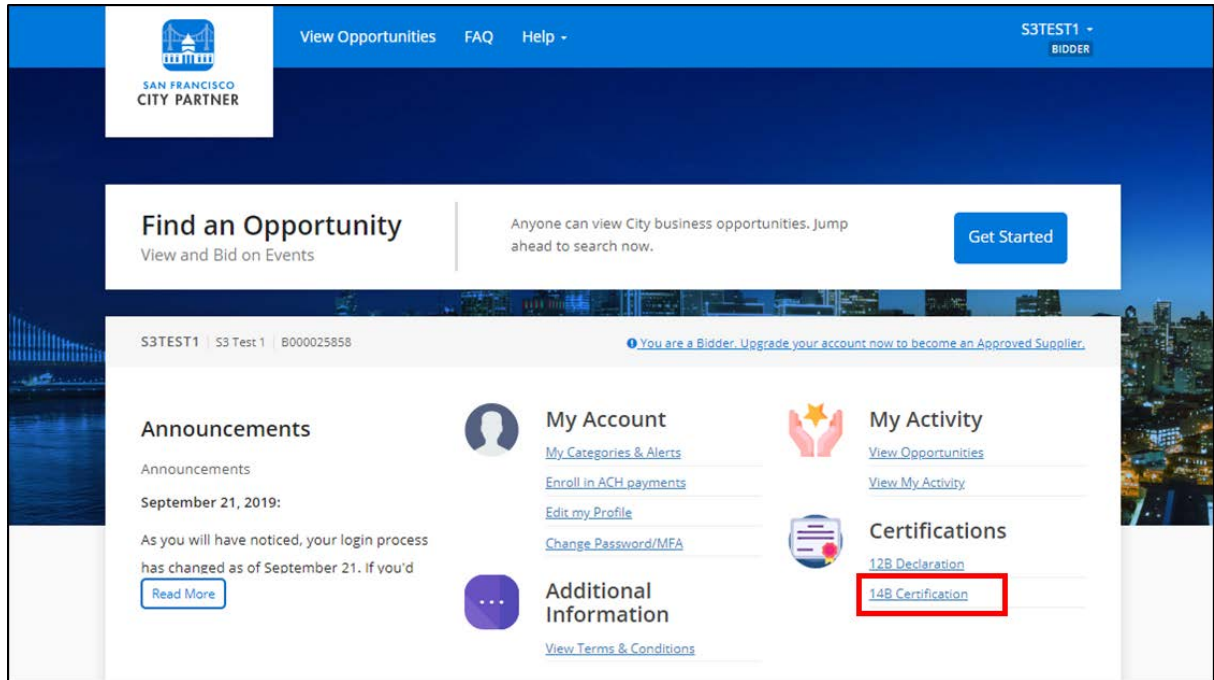 View Opportunities FAQ Help
S3TEST1
BIDDER
SAN FRANCISCO
CITY PARTNER
Find an Opportunity
View and Bid on Events
Anyone can view City business opportunities. Jump
ahead to search now.
Get Started
S3TEST1 | S3 Test 1 | B000025858
You are a Bidder. Upgrade your account now to become an Approved Supplier.
Announcements
Announcements
September 21, 2019:
As you will have noticed, your login process
has changed as of September 21. If you'd
Read More
My Account
My Categories & Alerts
Enroll in ACH payments
Edit my Profile
Change Password/MFA
Additional
Information
View Terms & Conditions
My Activity
View Opportunities
View My Activity
Certifications
12B Declaration
14B Certification